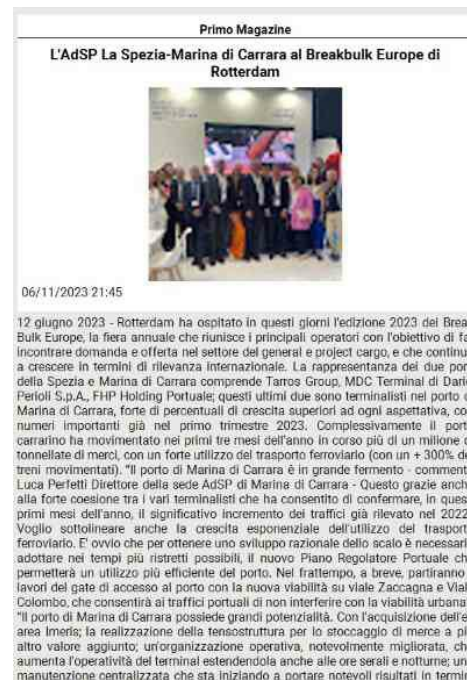 Primo Magazine
L'AdSP La Spezia-Marina di Carrara al Breakbulk Europe di
Rotterdam
06/11/2023 21:45
12 giugno 2023 - Rotterdam ha ospitato in questi giorni l'edizione 2023 del Brea
Bulk Europe, la fiera annuale che riunisce i principali operatori con l'obiettivo di fa
incontrare domanda e offerta nel settore del general e project cargo, e che continu
a crescere in termini di rilevanza internazionale. La rappresentanza dei due por
della Spezia e Marina di Carrara comprende Tarros Group, MDC Terminal di Dari
Perioli S.p.A., FHP Holding Portuale; questi ultimi due sono terminalisti nel porto d
Marina di Carrara, forte di percentuali di crescita superiori ad ogni aspettativa, co
numeri importanti già nel primo trimestre 2023. Complessivamente il port
carrarino ha movimentato nei primi tre mesi dell'anno in corso più di un milione d
tonnellate di merci, con un forte utilizzo del trasporto ferroviario (con un + 300% de
treni movimentati). "Il porto di Marina di Carrara è in grande fermento - comment
Luca Perfetti Direttore della sede AdSP di Marina di Carrara - Questo grazie anch
alla forte coesione tra i vari terminalisti che ha consentito di confermare, in ques
primi mesi dell'anno, il significativo incremento dei traffici già rilevato nel 2022
Voglio sottolineare anche la crescita esponenziale dell'utilizzo del trasport
ferroviario. E' ovvio che per ottenere uno sviluppo razionale dello scalo è necessari
adottare nei tempi più ristretti possibili, il nuovo Piano Regolatore Portuale ch
permetterà un utilizzo più efficiente del porto. Nel frattempo, a breve, partiranno
lavori del gate di accesso al porto con la nuova viabilità su viale Zaccagna e Vial
Colombo, che consentirà ai traffici portuali di non interferire con la viabilità urbana
"Il porto di Marina di Carrara possiede grandi potenzialità. Con l'acquisizione dell'e
area Imeris; la realizzazione della tensostruttura per lo stoccaggio di merce a pi
altro valore aggiunto; un'organizzazione operativa, notevolmente migliorata, ch
aumenta l'operatività del terminal estendendola anche alle ore serali e notturne; un
manutenzione centralizzata che sta iniziando a portare notevoli risultati in termin